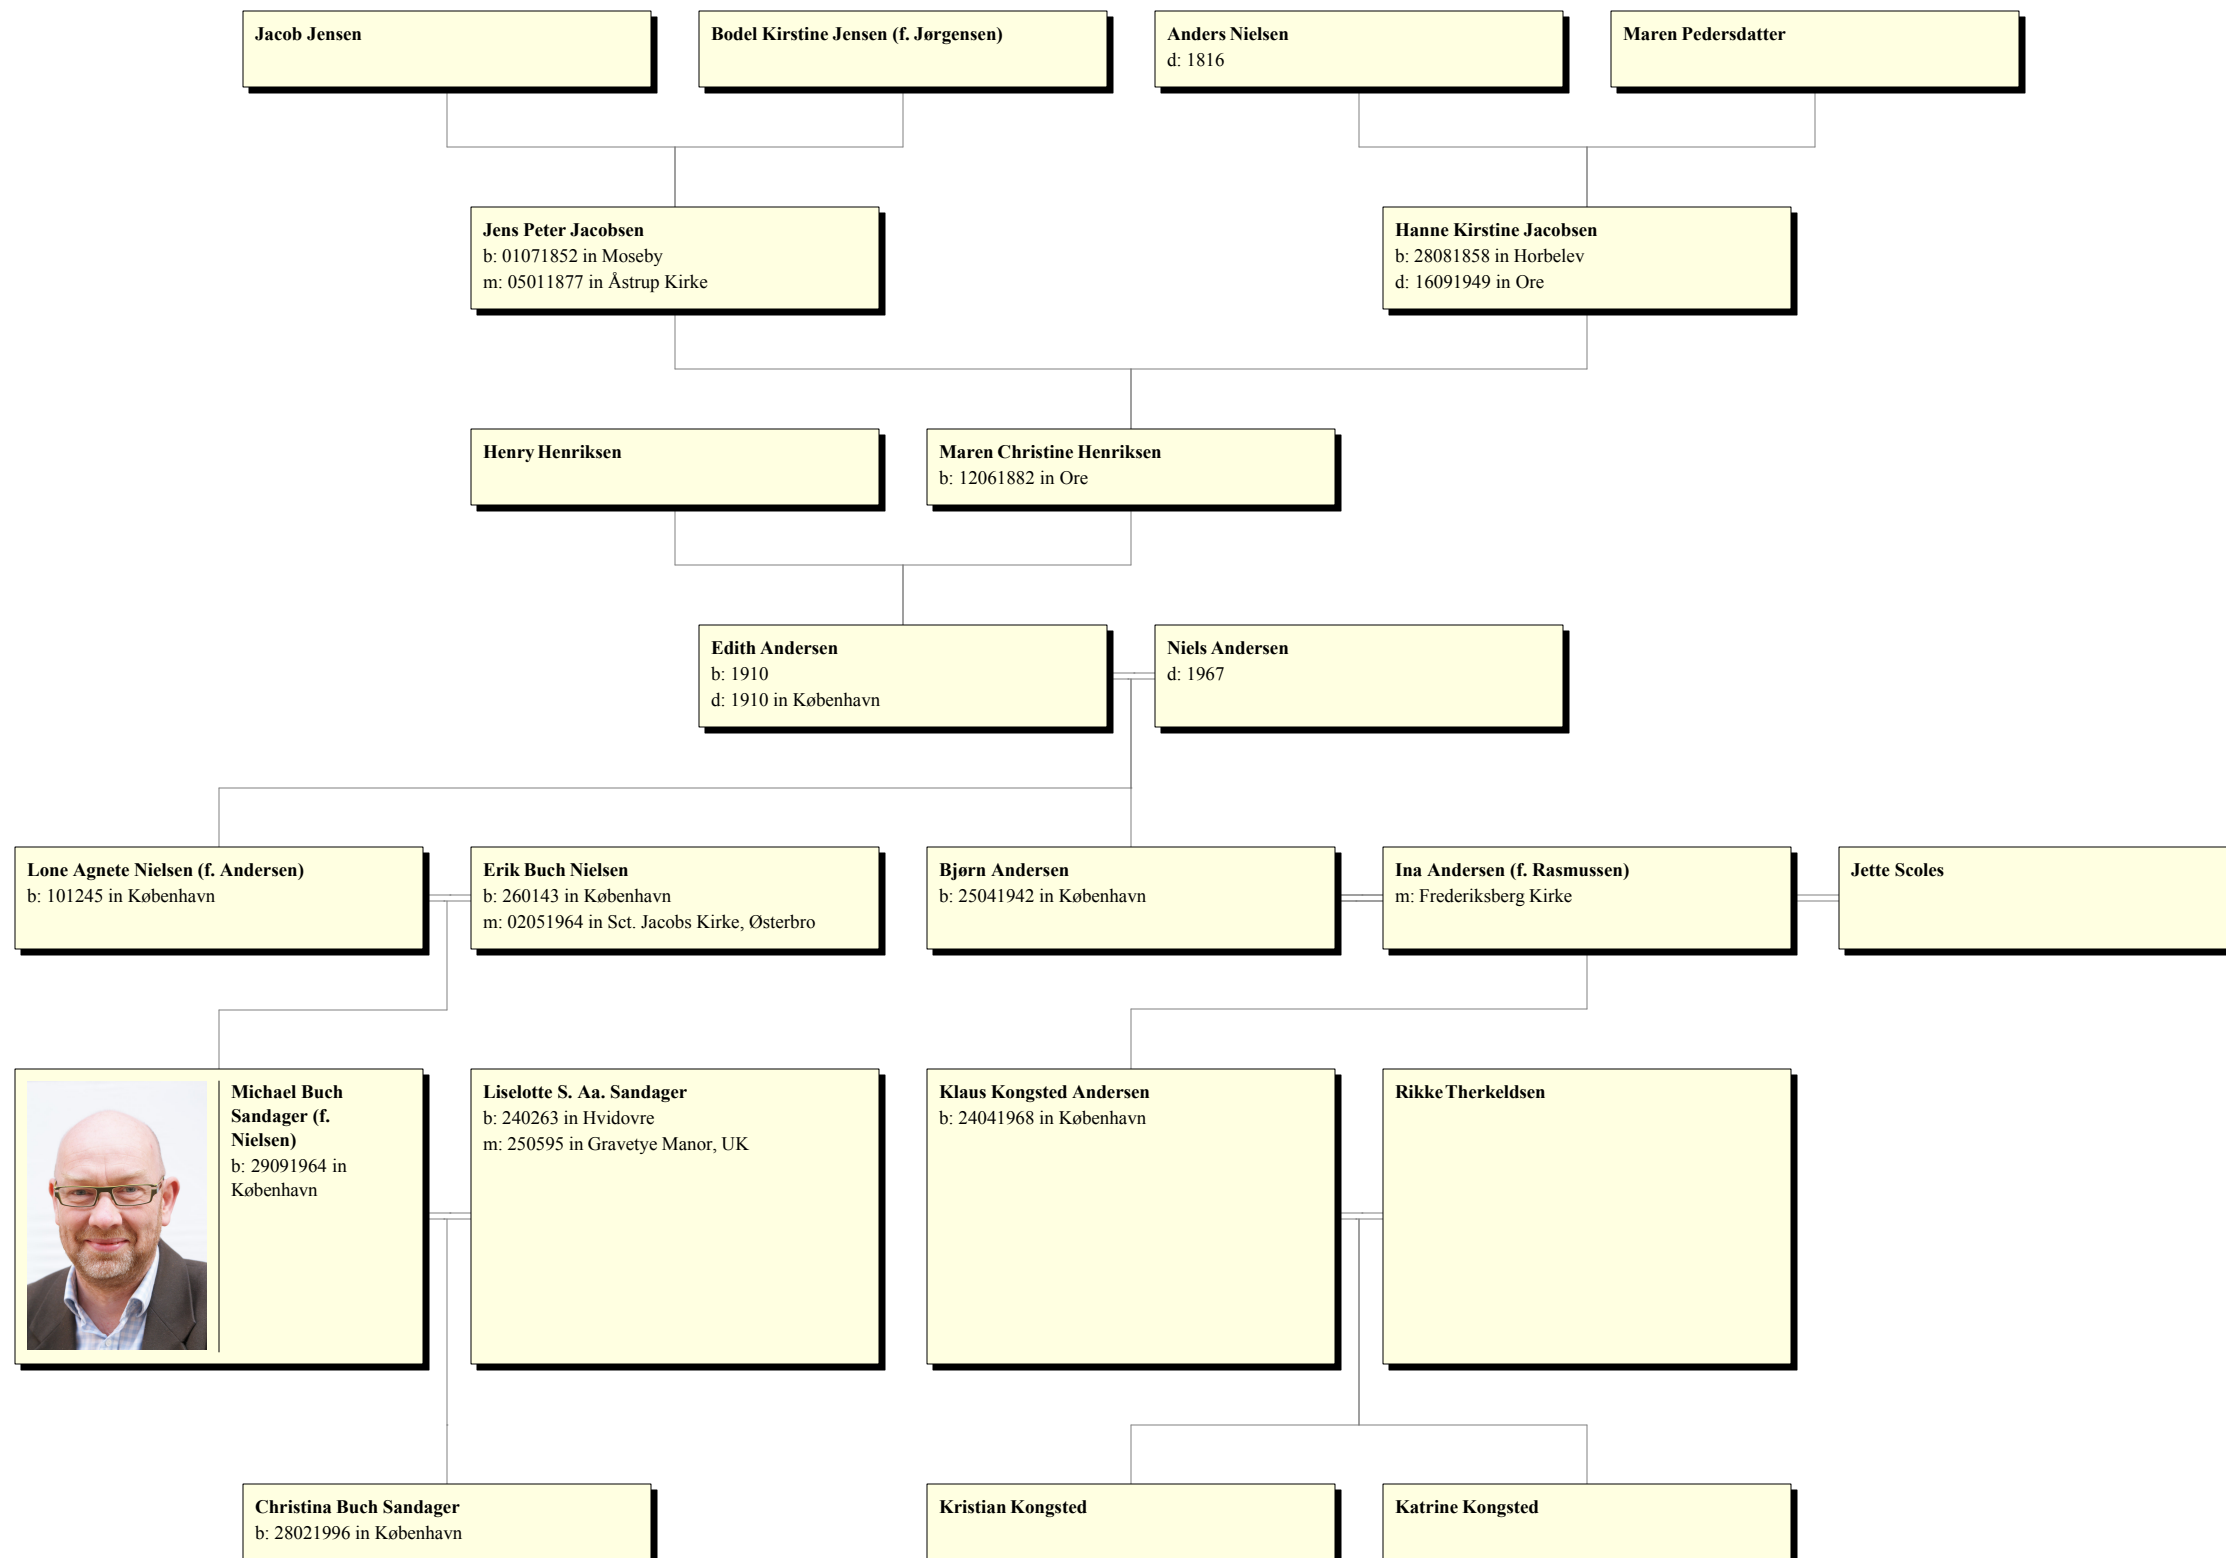 Jacob Jensen
Bodel Kirstine Jensen (f. Jørgensen)
Anders Nielsen
d: 1816
Maren Pedersdatter
Jens Peter Jacobsen
b: 01071852 in Moseby
m: 05011877 in Åstrup Kirke
Hanne Kirstine Jacobsen
b: 28081858 in Horbelev
d: 16091949 in Ore
Henry Henriksen
Maren Christine Henriksen
b: 12061882 in Ore
Edith Andersen
b: 1910
d: 1910 in København
Niels Andersen
d: 1967
Lone Agnete Nielsen (f. Andersen)
b: 101245 in København
Erik Buch Nielsen
b: 260143 in København
m: 02051964 in Sct. Jacobs Kirke, Østerbro
Bjørn Andersen
b: 25041942 in København
Ina Andersen (f. Rasmussen)
m: Frederiksberg Kirke
Jette Scoles
Michael Buch
Sandager (f.
Nielsen)
b: 29091964 in
København
Liselotte S. Aa. Sandager
b: 240263 in Hvidovre
m: 250595 in Gravetye Manor, UK
Klaus Kongsted Andersen
b: 24041968 in København
Rikke Therkeldsen
Christina Buch Sandager
b: 28021996 in København
Kristian Kongsted
Katrine Kongsted